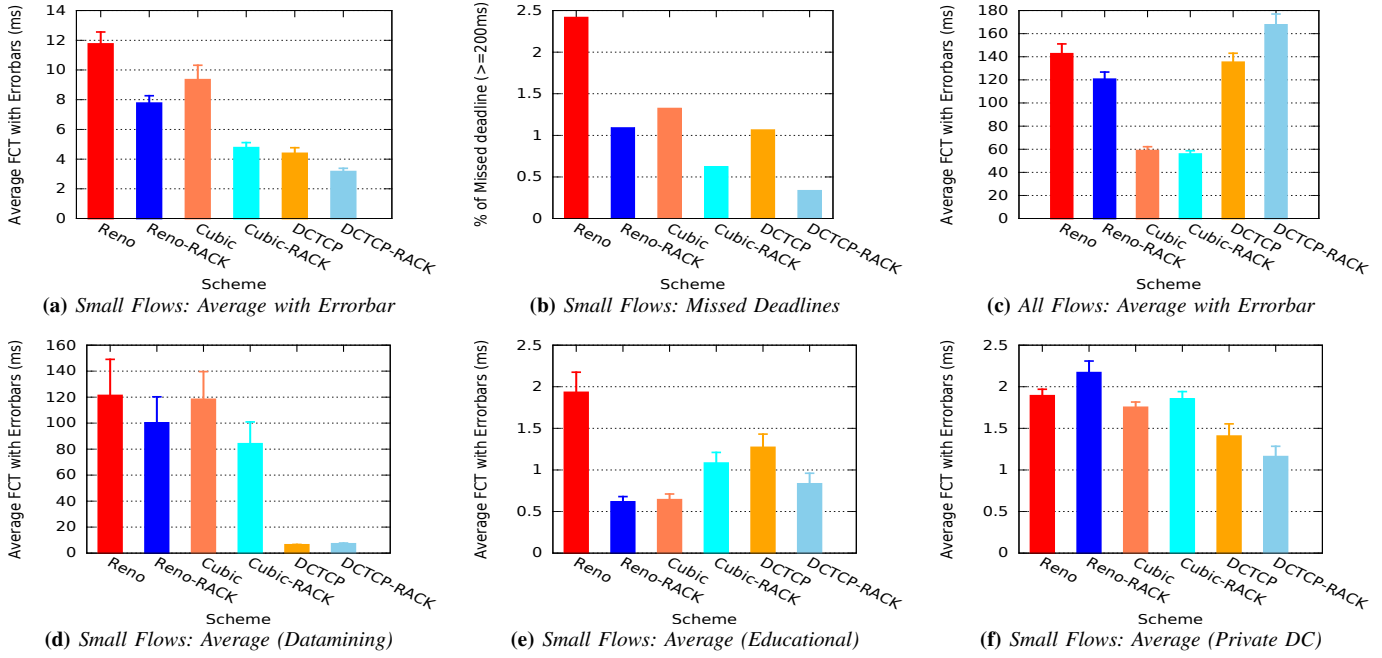 Average FCT with Errorbars (ms)
14
12
10
8
6
4
2
0
Reno
Reno-RACK
Cubic
Cubic-RACK
DCTCP
DCTCP-RACK
Scheme
(a) Small Flows: Average with Errorbar
% of Missed deadline (>=200ms)
2.5
2
1.5
1
0.5
0
Reno
Reno-RACK
Cubic
Cubic-RACK
DCTCP
DCTCP-RACK
Scheme
(b) Small Flows: Missed Deadlines
Average FCT with Errorbars (ms)
180
160
140
120
100
80
60
40
20
0
Reno
Reno-RACK
Cubic
Cubic-RACK
DCTCP
DCTCP-RACK
Scheme
(c) All Flows: Average with Errorbar
Average FCT with Errorbars (ms)
160
140
120
100
80
60
40
20
0
Reno
Reno-RACK
Cubic
Cubic-RACK
DCTCP
DCTCP-RACK
Scheme
(d) Small Flows: Average (Datamining)
Average FCT with Errorbars (ms)
2.5
2
1.5
1
0.5
0
Reno
Reno-RACK
Cubic
Cubic-RACK
DCTCP
DCTCP-RACK
Scheme
(e) Small Flows: Average (Educational)
Average FCT with Errorbars (ms)
2.5
2
1.5
1
0.5
0
Reno
Reno-RACK
Cubic
Cubic-RACK
DCTCP
DCTCP-RACK
Scheme
(f) Small Flows: Average (Private DC)